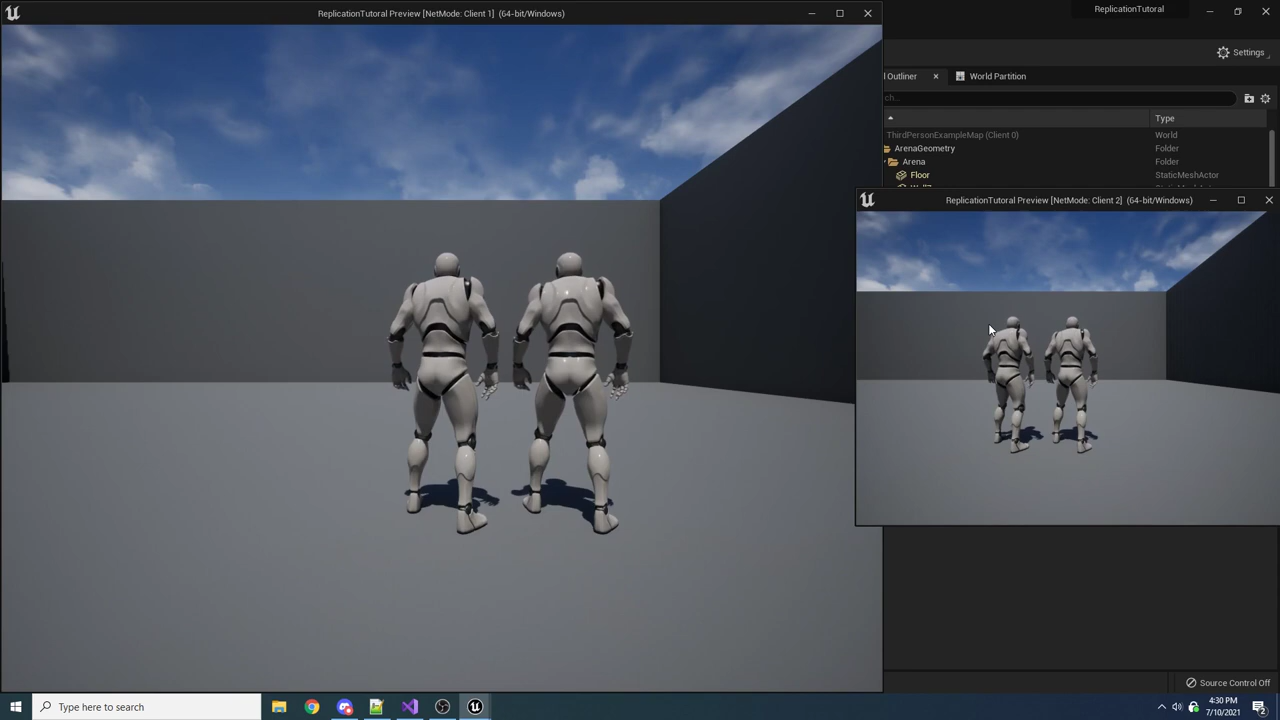 ReplicationTutoral Preview [NetMode: Client 1] (64-bit/Windows)
ReplicationTutoral
Settings
Outliner
World Partition
ch...
Type
ThirdPersonExampleMap (Client 0) World
ArenaGeometry Folder
Arena Folder
Floor StaticMeshActor
ReplicationTutoral Preview [NetMode: Client 2] (64-bit/Windows)
Source Control Off
Type here to search
4:30 PM
7/10/2021
2